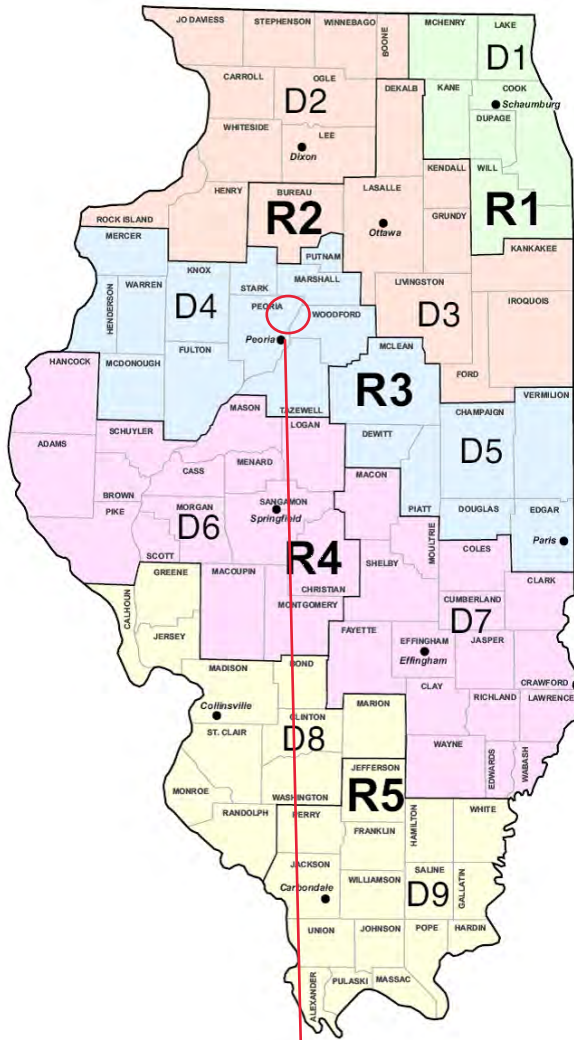 JO DAVIESS
STEPHENSON
WINNEBAGO
BOONE
MCHENRY
LAKE
D1
CARROLL
OGLE
D2
DEKALB
KANE
COOK
Schaumburg
DUPAGE
WHITESIDE
LEE
Dixon
KENDALL
WILL
LASALLE
HENRY
BUREAU
R2
R1
ROCK ISLAND
GRUNDY
Ottawa
MERCER
PUTNAM
KANKAKEE
KNOX
STARK
MARSHALL
LIVINGSTON
HENDERSON
WARREN
D4
PEORIA
WOODFORD
D3
IROQUOIS
Peoria
MCLEAN
HANCOCK
MCDONOUGH
FULTON
R3
FORD
VERMILION
MASON
TAZEWELL
LOGAN
CHAMPAIGN
ADAMS
SCHUYLER
DEWITT
D5
CASS
MENARD
MACON
BROWN
PIKE
MORGAN
SANGAMON
Springfield
PIATT
DOUGLAS
EDGAR
D6
MOULTRIE
Paris
SCOTT
R4
COLES
GREENE
MACOUPIN
CHRISTIAN
SHELBY
CLARK
CALHOUN
MONTGOMERY
CUMBERLAND
D7
JERSEY
FAYETTE
EFFINGHAM
Effingham
JASPER
MADISON
BOND
CLAY
CRAWFORD
RICHLAND
LAWRENCE
Collinsville
MARION
CLINTON
ST. CLAIR
D8
WAYNE
EDWARDS
WABASH
JEFFERSON
MONROE
WASHINGTON
R5
RANDOLPH
PERRY
HAMILTON
WHITE
FRANKLIN
JACKSON
SALINE
GALLATIN
Carbondale
WILLIAMSON
D9
UNION
JOHNSON
POPE
HARDIN
ALEXANDER
PULASKI
MASSAC